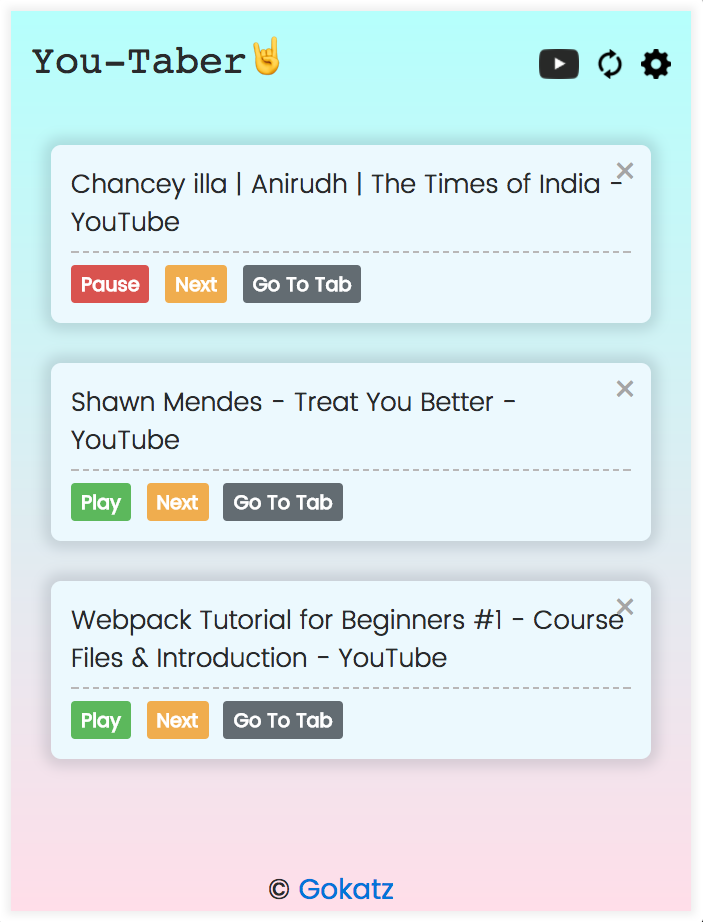 You-Taber🤘
Chancey illa | Anirudh | The Times of India -
YouTube
Pause Next Go To Tab
Shawn Mendes - Treat You Better -
YouTube
Play Next Go To Tab
Webpack Tutorial for Beginners #1 - Course
Files & Introduction - YouTube
Play Next Go To Tab
© Gokatz